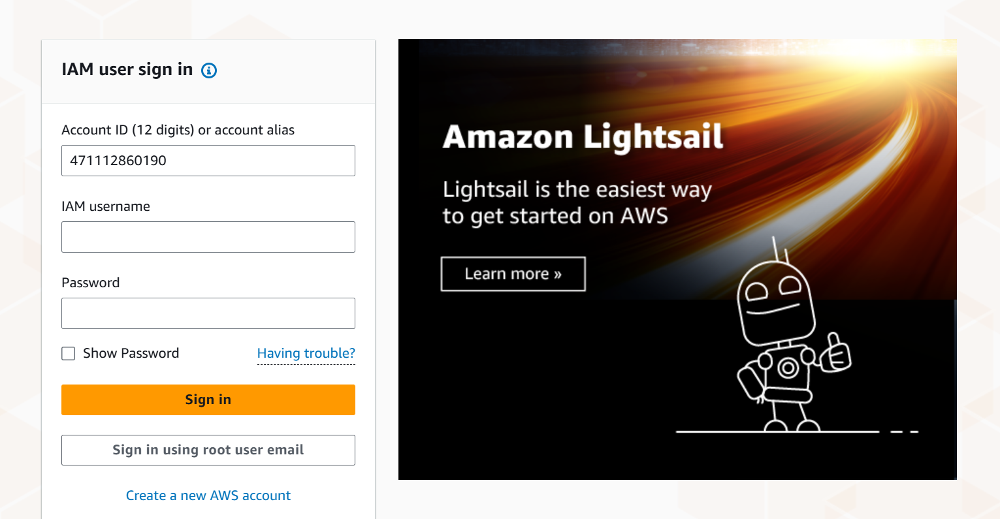 IAM user sign in
Account ID (12 digits) or account alias
471112860190
IAM username
Password
Show Password
Having trouble?
Sign in
Sign in using root user email
Create a new AWS account
Amazon Lightsail
Lightsail is the easiest way
to get started on AWS
Learn more »